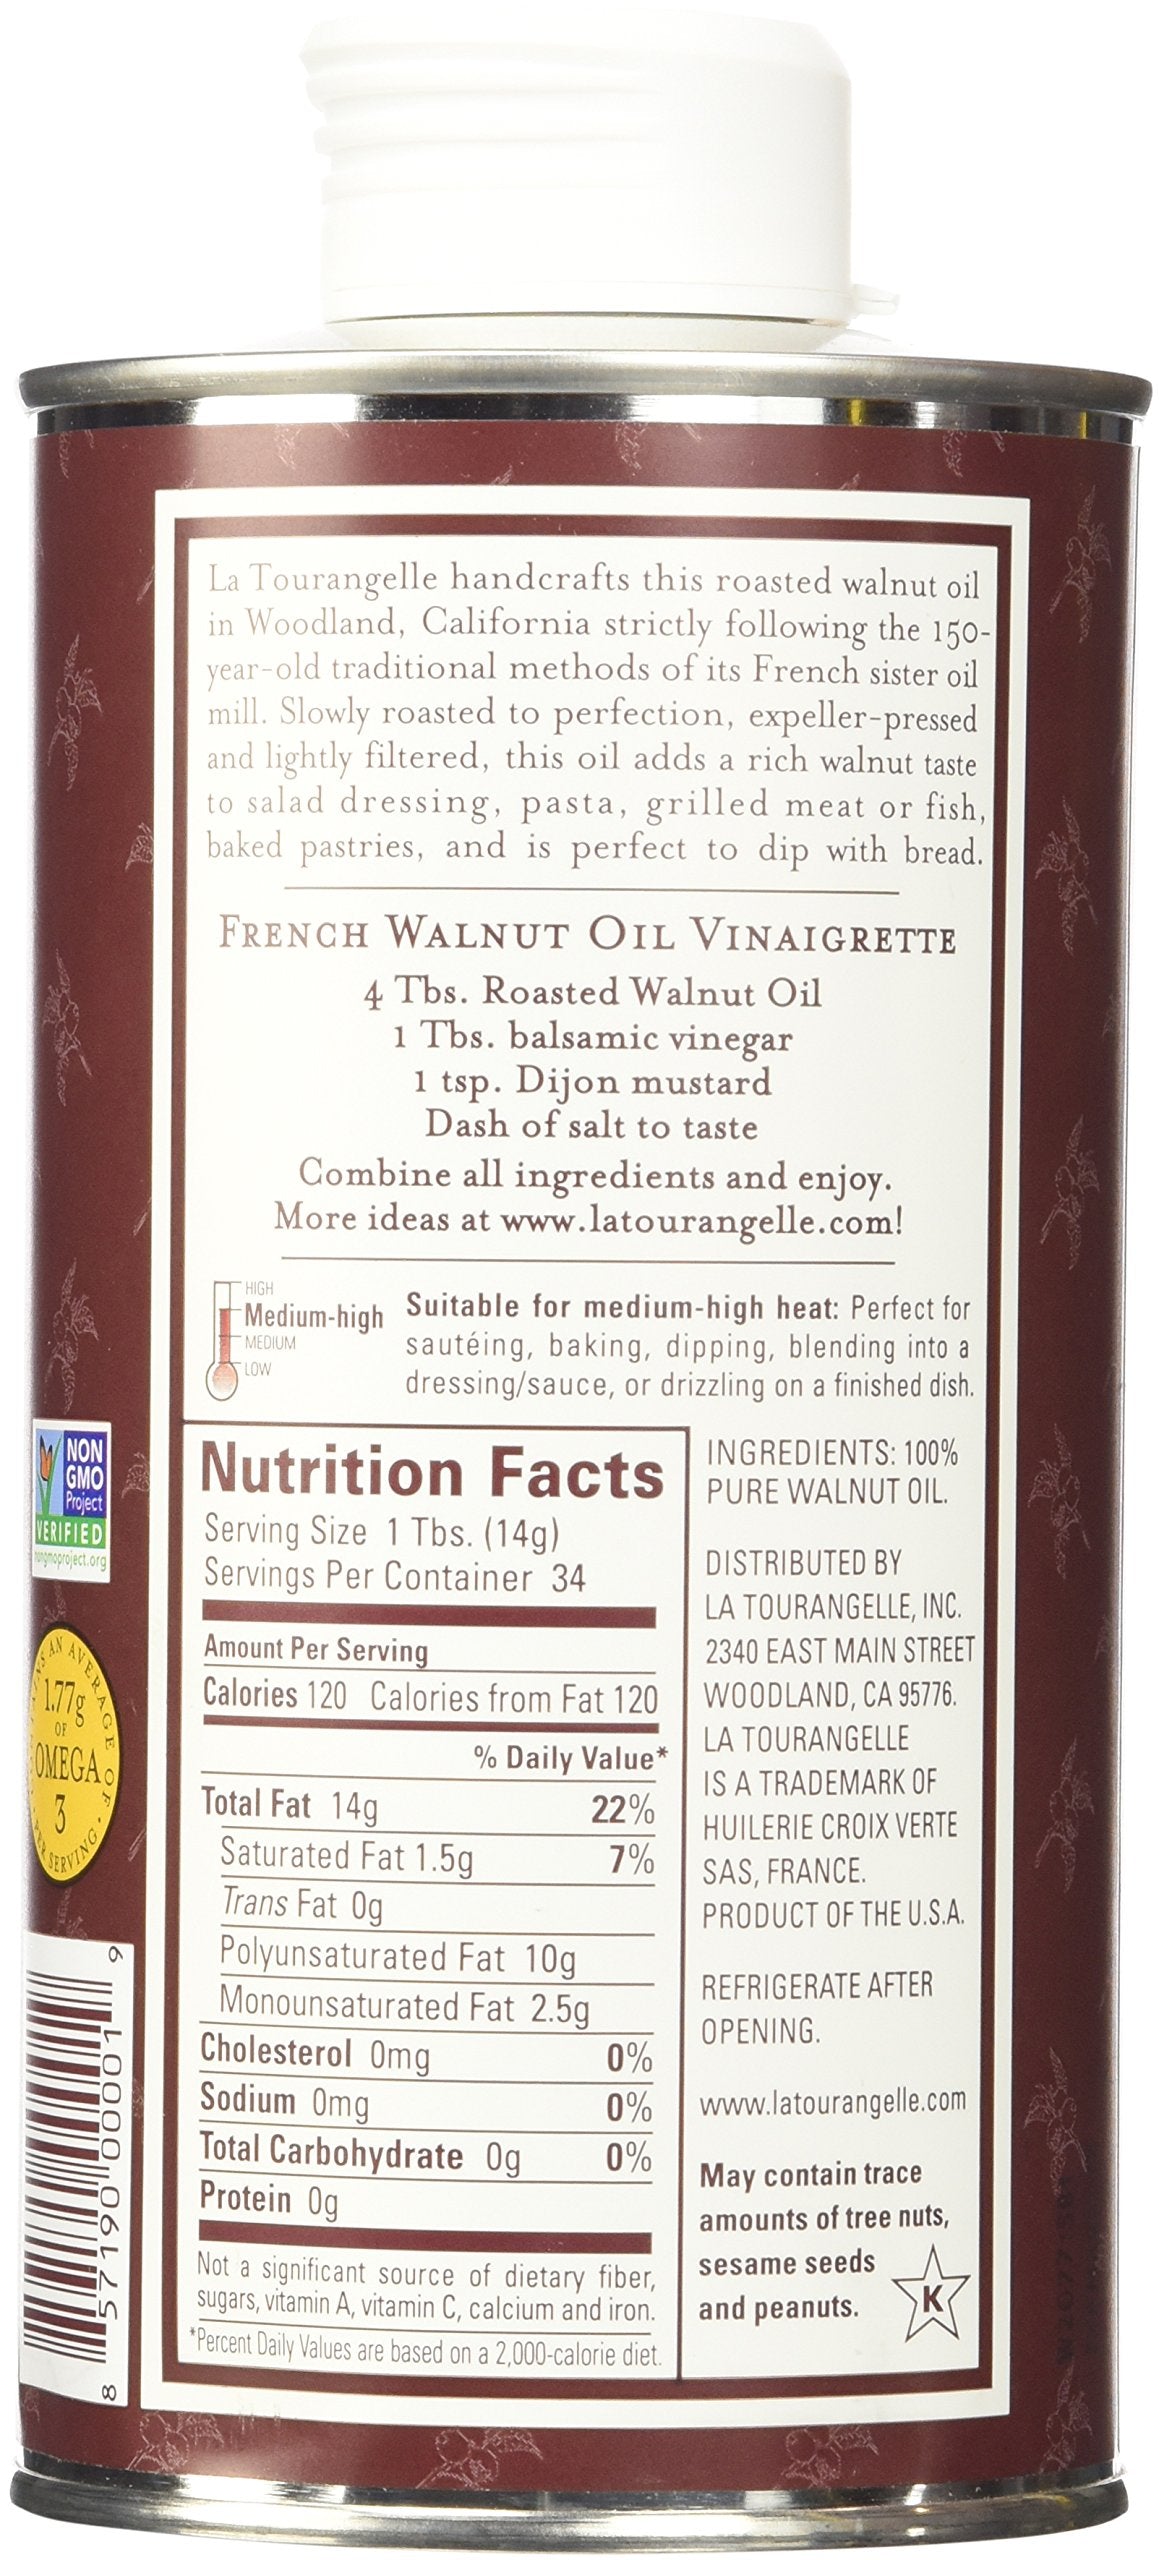 La Tourangelle handcrafts this roasted walnut oil
in Woodland, California strictly following the 150-
year-old traditional methods of its French sister oil
mill. Slowly roasted to perfection, expeller-pressed
and lightly filtered, this oil adds a rich walnut taste
to salad dressing, pasta, grilled meat or fish,
baked pastries, and is perfect to dip with bread.
FRENCH WALNUT OIL VINAIGRETTE
4 Tbs. Roasted Walnut Oil
1 Tbs. balsamic vinegar
1 tsp. Dijon mustard
Dash of salt to taste
Combine all ingredients and enjoy.
More ideas at www.latourangelle.com!
HIGH
Medium-high
MEDIUM
LOW
Suitable for medium-high heat: Perfect for
sautéing, baking, dipping, blending into a
dressing/sauce, or drizzling on a finished dish.
NON
GMO
Project
VERIFIED
nongmoproject.org
AN AVERAGE OF
1.77g
OF
OMEGA
3
PER SERVING
8 57190 00001 9
Nutrition Facts
Serving Size 1 Tbs. (14g)
Servings Per Container 34
Amount Per Serving
Calories 120 Calories from Fat 120
% Daily Value*
Total Fat 14g 22%
Saturated Fat 1.5g 7%
Trans Fat 0g
Polyunsaturated Fat 10g
Monounsaturated Fat 2.5g
Cholesterol 0mg 0%
Sodium 0mg 0%
Total Carbohydrate 0g 0%
Protein 0g
Not a significant source of dietary fiber,
sugars, vitamin A, vitamin C, calcium and iron.
*Percent Daily Values are based on a 2,000-calorie diet.
INGREDIENTS: 100%
PURE WALNUT OIL.
DISTRIBUTED BY
LA TOURANGELLE, INC.
2340 EAST MAIN STREET
WOODLAND, CA 95776.
LA TOURANGELLE
IS A TRADEMARK OF
HUILERIE CROIX VERTE
SAS, FRANCE.
PRODUCT OF THE U.S.A.
REFRIGERATE AFTER
OPENING.
www.latourangelle.com
May contain trace
amounts of tree nuts,
sesame seeds
and peanuts.
K